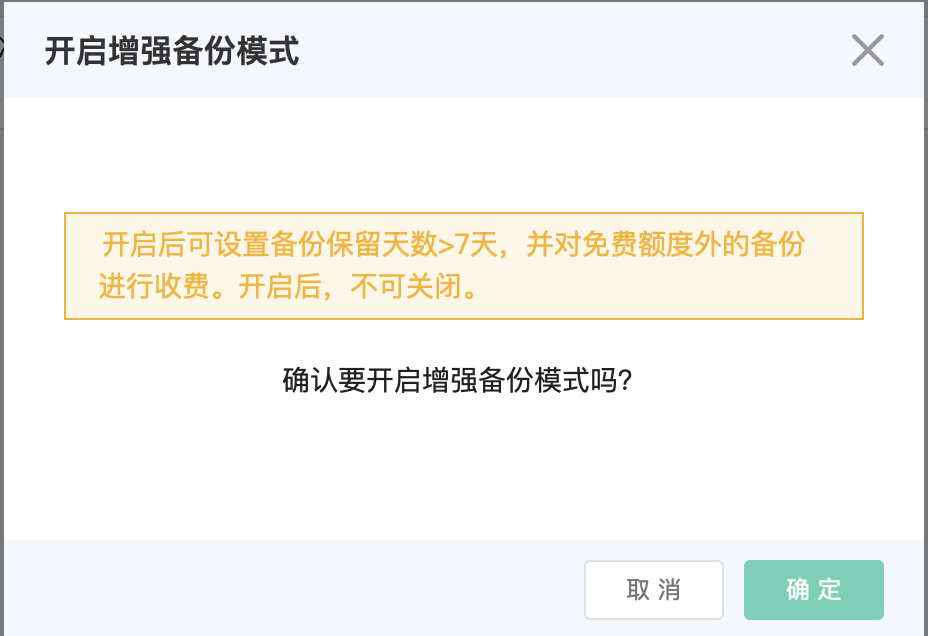 开启增强备份模式
开启后可设置备份保留天数>7天，并对免费额度外的备份
进行收费。开启后，不可关闭。
确认要开启增强备份模式吗?
取 消
确 定